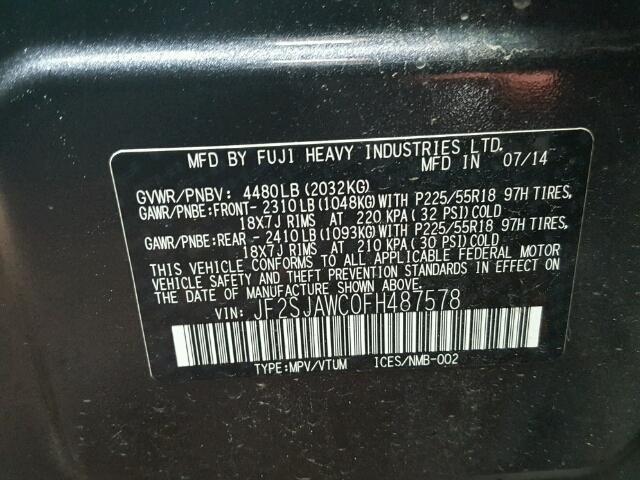 MFD BY FUJI HEAVY INDUSTRIES LTD.
MFD IN 07/14
GVWR/PNBV: 4480LB(2032KG)
GAWR/PNBE:FRONT-2310LB(1048KG)WITH P225/55R18 97H TIRES,
18X7J RIMS AT 220 KPA(32 PSI)COLD
GAWR/PNBE:REAR -2410LB(1093KG)WITH P225/55R18 97H TIRES,
18X7J RIMS AT 210 KPA(30 PSI)COLD
THIS VEHICLE CONFORMS TO ALL APPLICABLE FEDERAL MOTOR
VEHICLE SAFETY AND THEFT PREVENTION STANDARDS IN EFFECT
ON THE DATE OF MANUFACTURE SHOWN ABOVE.
VIN: JF2SJAWC0FH487578
TYPE:MPV/VTUM ICES/NMB-002